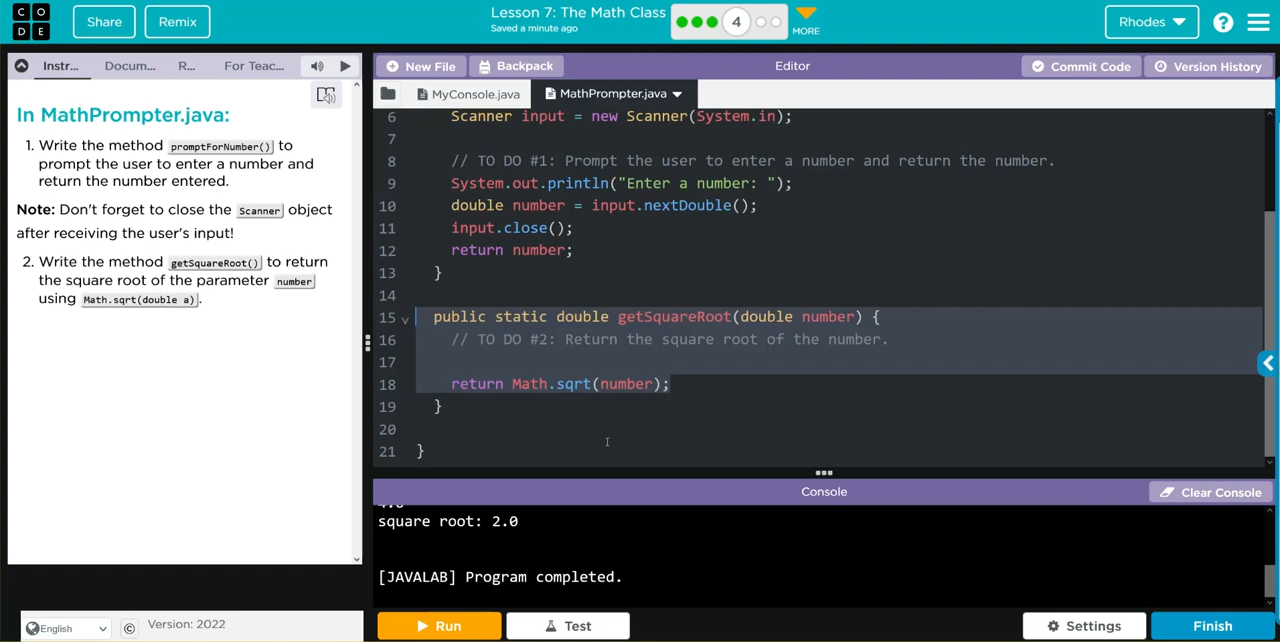 CODE
Share
Remix
Lesson 7: The Math Class
Saved a minute ago
4
MORE
Rhodes
?
Instr...
Docum...
R...
For Teac...
New File
Backpack
Editor
Commit Code
Version History
MyConsole.java
MathPrompter.java
In MathPrompter.java:
1. Write the method promptForNumber() to
prompt the user to enter a number and
return the number entered.
Note: Don't forget to close the Scanner object
after receiving the user's input!
2. Write the method getSquareRoot() to return
the square root of the parameter number
using Math.sqrt(double a).
6 Scanner input = new Scanner(System.in);
7
8 // TO DO #1: Prompt the user to enter a number and return the number.
9 System.out.println("Enter a number: ");
10 double number = input.nextDouble();
11 input.close();
12 return number;
13 }
14
15 public static double getSquareRoot(double number) {
16 // TO DO #2: Return the square root of the number.
17
18 return Math.sqrt(number);
19 }
20
21 }
Console
Clear Console
square root: 2.0
[JAVALAB] Program completed.
English
©
Version: 2022
Run
Test
Settings
Finish